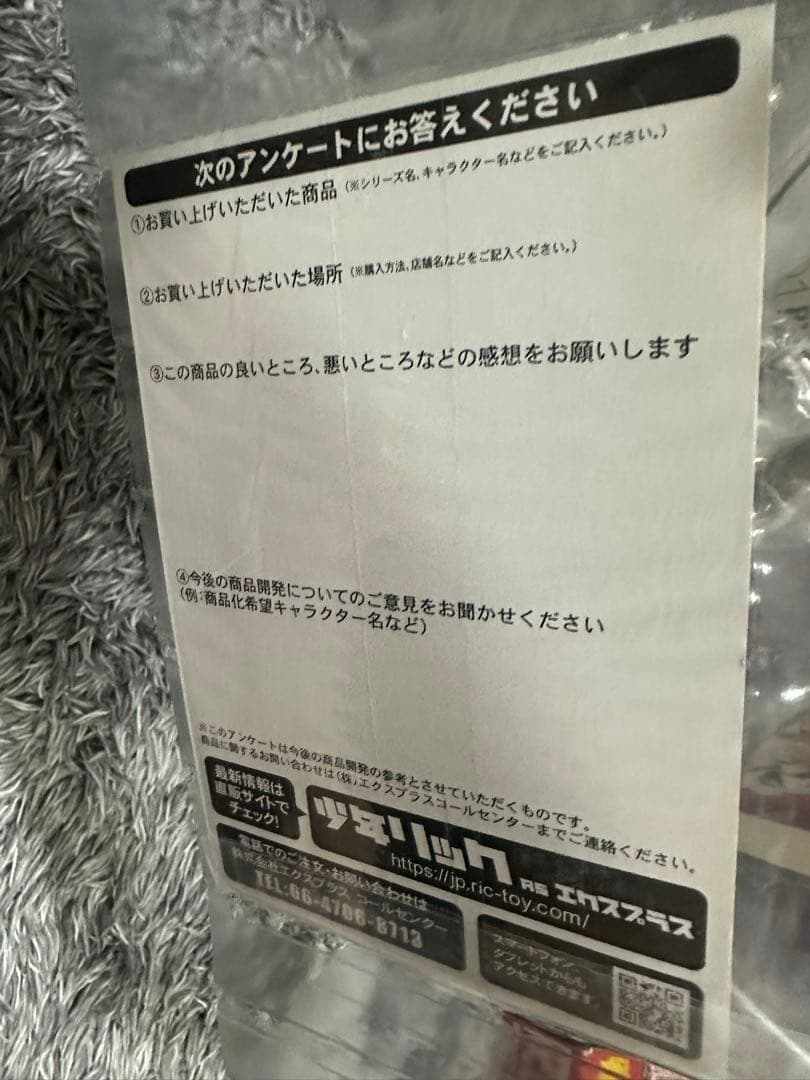 次のアンケートにお答えください
①お買い上げいただいた商品(※シリーズ名、キャラクター名などをご記入ください。)
②お買い上げいただいた場所(※購入方法、店舗名などをご記入ください。)
③この商品の良いところ、悪いところなどの感想をお願いします
④今後の商品開発についてのご意見をお聞かせください
(例:商品化希望キャラクター名など)
※このアンケートは今後の商品開発の参考とさせていただくものです。
商品に関するお問い合わせは(株)エクスプラスコールセンターまでご連絡ください。
最新情報は
直販サイトで
チェック!
少年リック AS エクスプラス
https://jp.ric-toy.com/
電話でのご注文・お問い合わせは
株式会社エクスプラス コールセンター
TEL:06-4706-8713
スマートフォン、
タブレットからも
アクセスできます。